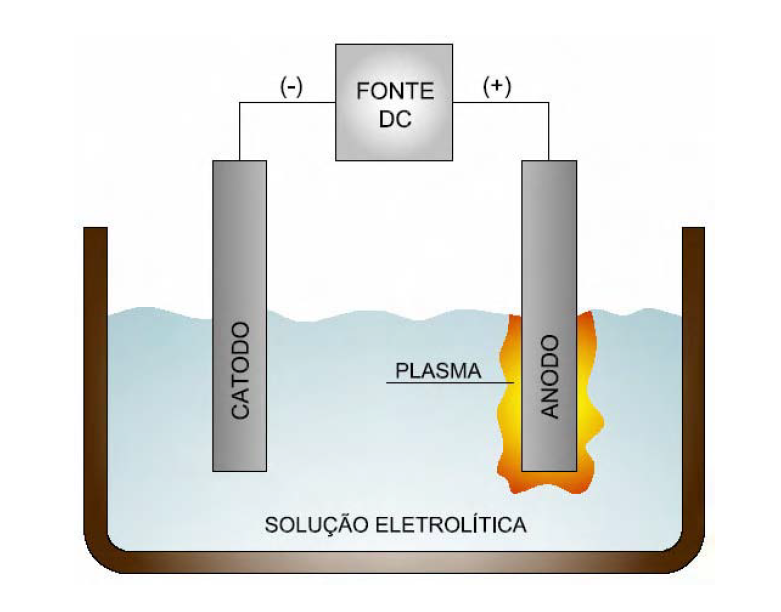 (-)
FONTE
DC
(+)
CATODO
PLASMA
ANODO
SOLUÇÃO ELETROLÍTICA